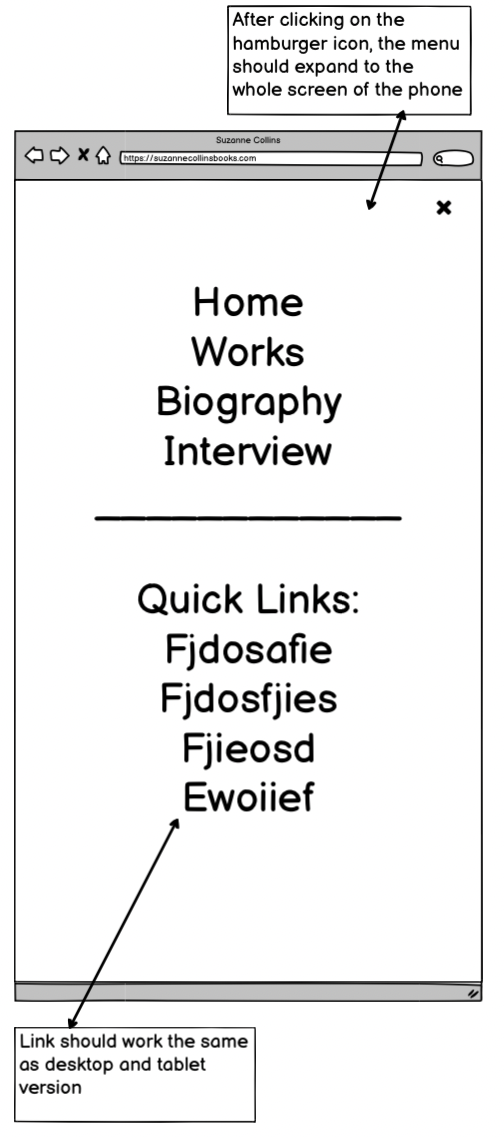 After clicking on the
hamburger icon, the menu
should expand to the
whole screen of the phone
Suzanne Collins
https://suzannecollinsbooks.com
Home
Works
Biography
Interview
Quick Links:
Fjdosafie
Fjdosfjies
Fjieosd
Ewoiief
Link should work the same
as desktop and tablet
version